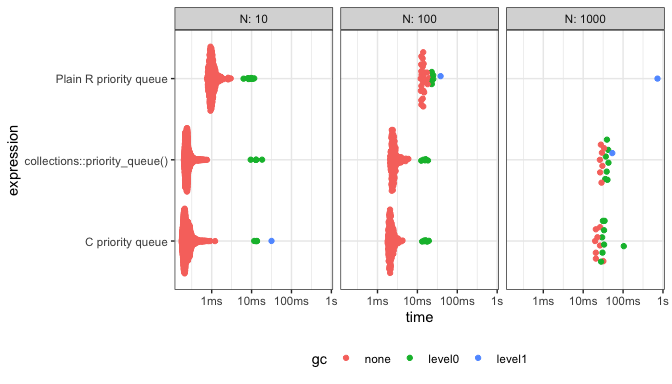 N: 10
N: 100
N: 1000
expression
Plain R priority queue
collections::priority_queue()
C priority queue
1ms 10ms 100ms 1s
1ms 10ms 100ms 1s
1ms 10ms 100ms 1s
time
gc none level0 level1